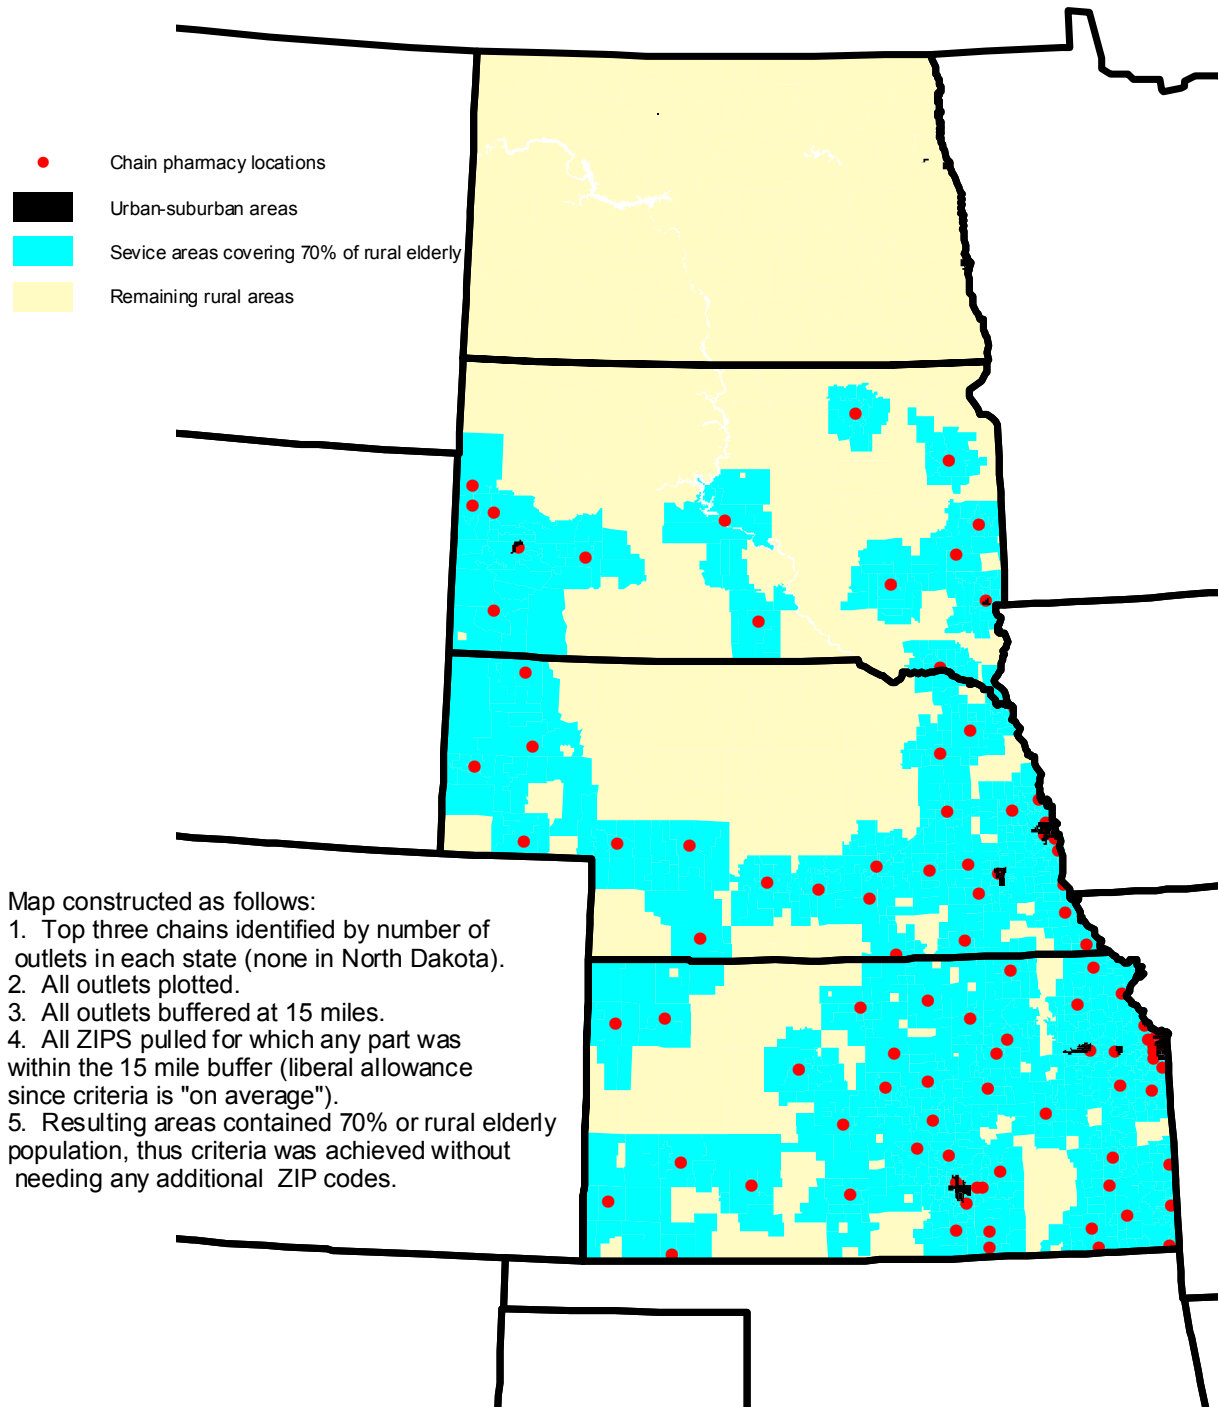 Chain pharmacy locations
Urban-suburban areas
Sevice areas covering 70% of rural elderly
Remaining rural areas
Map constructed as follows:
1.  Top three chains identified by number of
outlets in each state (none in North Dakota).
2.  All outlets plotted.
3.  All outlets buffered at 15 miles.
4.  All ZIPS pulled for which any part was
within the 15 mile buffer (liberal allowance
since criteria is "on average").
5.  Resulting areas contained 70% or rural elderly
population, thus criteria was achieved without
needing any additional  ZIP codes.